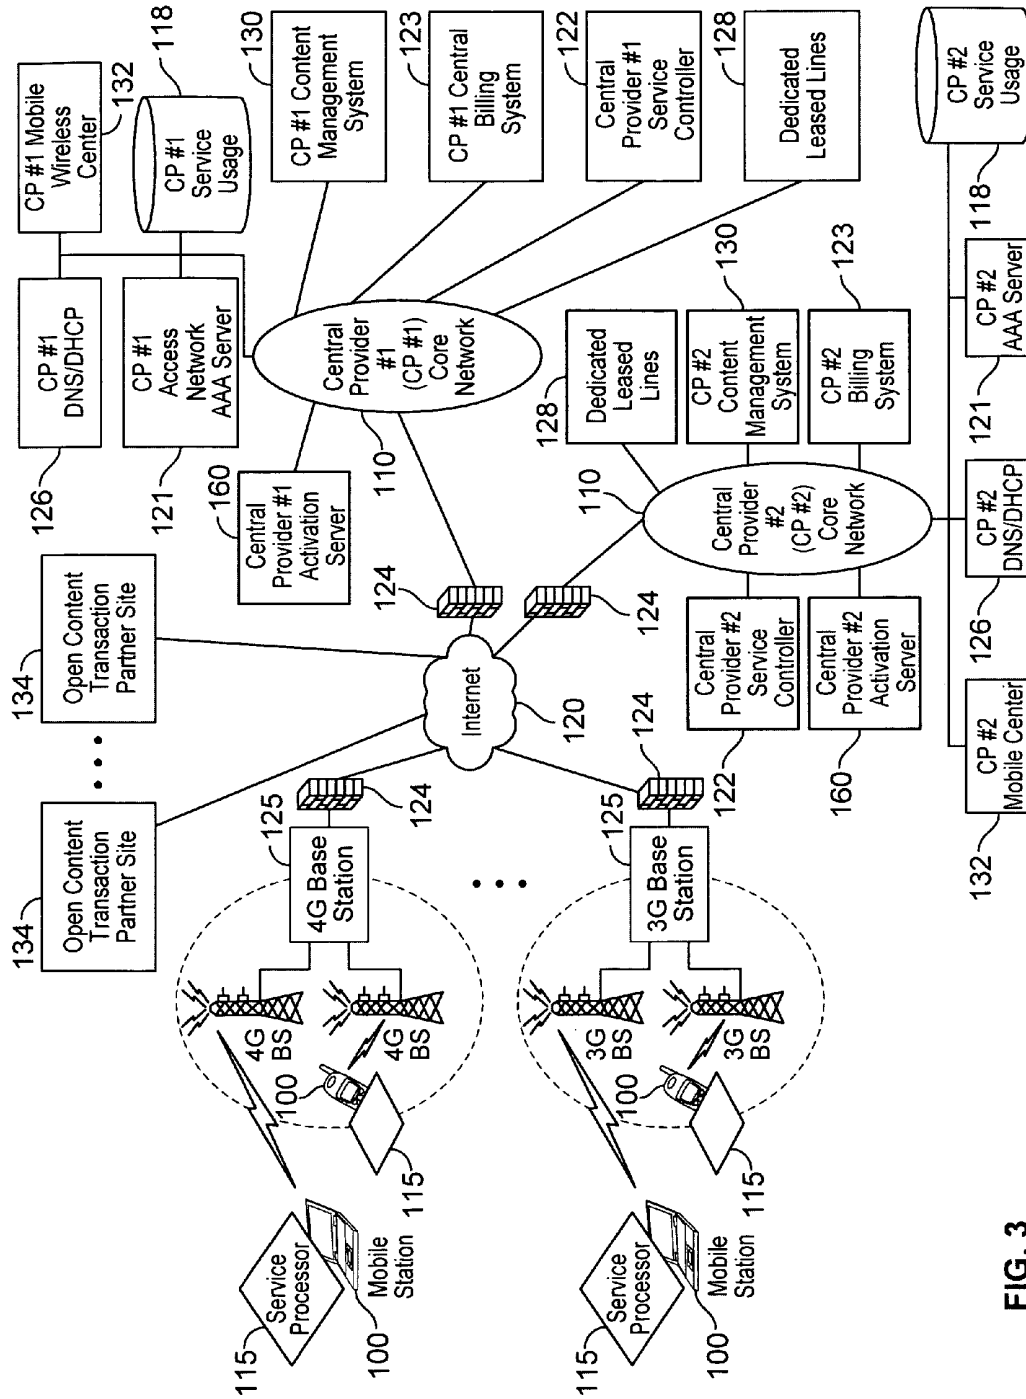 134
Open Content
Transaction
Partner Site
134
Open Content
Transaction
Partner Site
126
CP #1
DNS/DHCP
CP #1 Mobile
Wireless
Center
132
121
CP #1
Access
Network
AAA Server
CP #1
Service
Usage
118
160
Central
Provider #1
Activation
Server
110
Central
Provider
#1
(CP #1)
Core
Network
CP #1 Content
Management
System
130
CP #1 Central
Billing
System
123
Central
Provider #1
Service
Controller
122
Dedicated
Leased Lines
128
115
Service
Processor
100
Mobile
Station
115
100
4G
BS
4G
BS
4G Base
Station
125
124
Internet
120
124
124
115
Service
Processor
100
Mobile
Station
115
100
3G
BS
3G
BS
3G Base
Station
125
124
110
Central
Provider
#2
(CP #2)
Core
Network
128
Dedicated
Leased
Lines
CP #2
Content
Management
System
130
CP #2
Billing
System
123
122
Central
Provider #2
Service
Controller
160
Central
Provider #2
Activation
Server
132
CP #2
Mobile Center
126
CP #2
DNS/DHCP
121
CP #2
AAA Server
118
CP #2
Service
Usage
FIG. 3